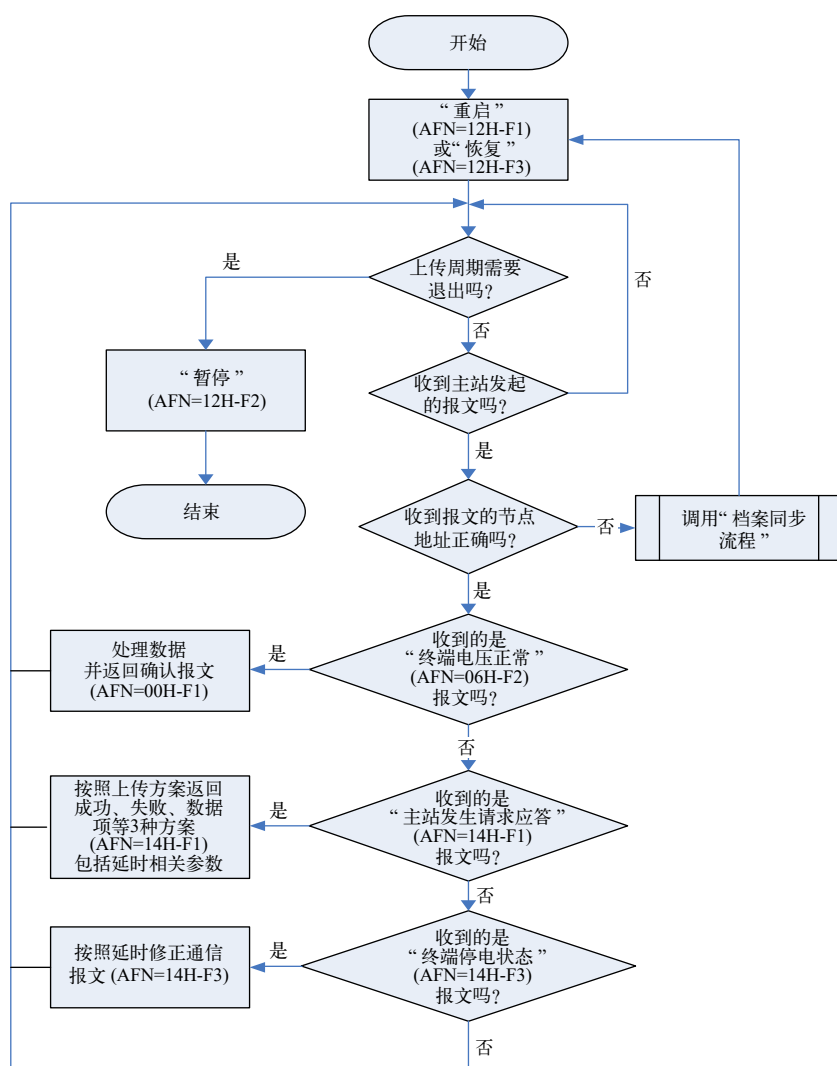 开始
“重启”
(AFN=12H-F1)
或“恢复”
(AFN=12H-F3)
是
上传周期需要
退出吗?
否
否
“暂停”
(AFN=12H-F2)
收到主站发起
的报文吗?
是
结束
收到报文的节点
地址正确吗?
否
调用“档案同步
流程”
是
处理数据
并返回确认报文
(AFN=00H-F1)
是
收到的是
“终端电压正常”
(AFN=06H-F2)
报文吗?
否
按照上传方案返回
成功、失败、数据
项等3种方案
(AFN=14H-F1)
包括延时相关参数
是
收到的是
“主站发生请求应答”
(AFN=14H-F1)
报文吗?
否
按照延时修正通信
报文 (AFN=14H-F3)
是
收到的是
“终端停电状态”
(AFN=14H-F3)
报文吗?
否